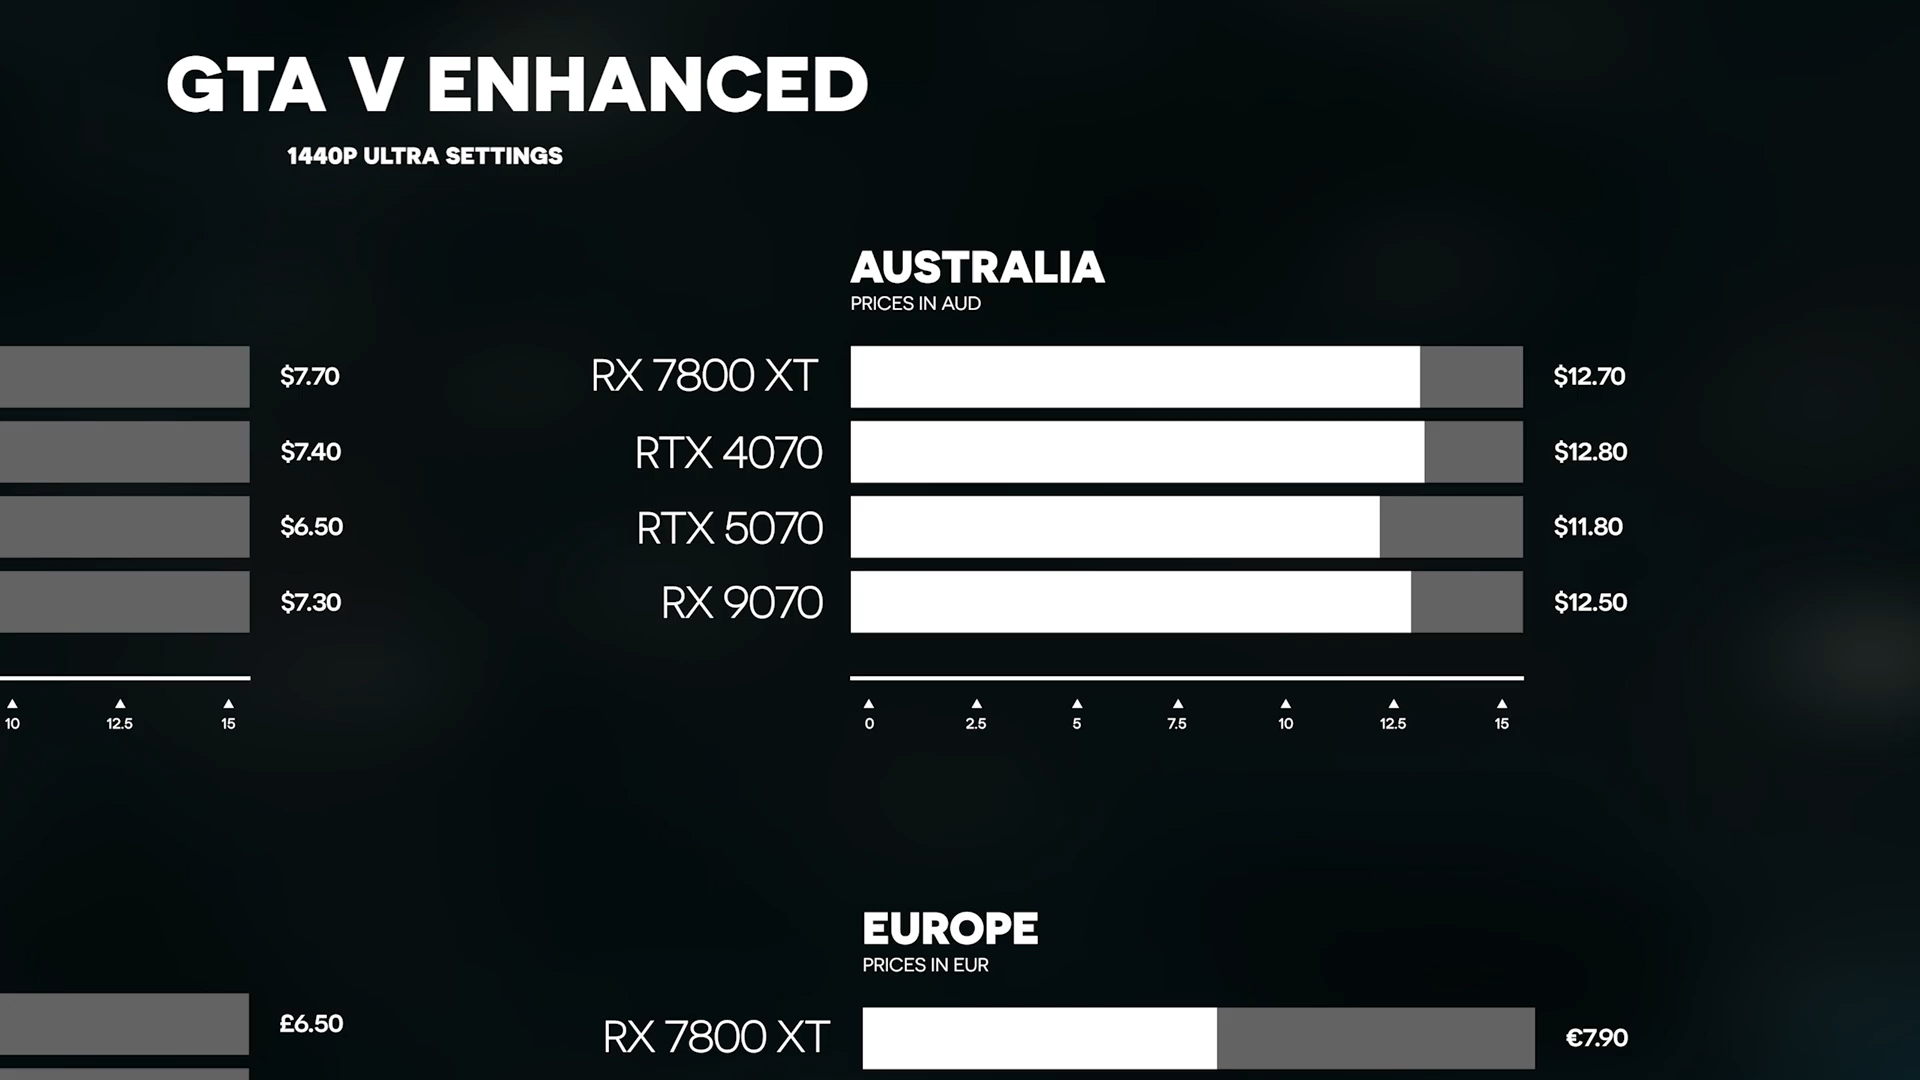 GTA V ENHANCED
1440P ULTRA SETTINGS
$7.70
$7.40
$6.50
$7.30
10 12.5 15
AUSTRALIA
PRICES IN AUD
RX 7800 XT $12.70
RTX 4070 $12.80
RTX 5070 $11.80
RX 9070 $12.50
0 2.5 5 7.5 10 12.5 15
£6.50
EUROPE
PRICES IN EUR
RX 7800 XT €7.90